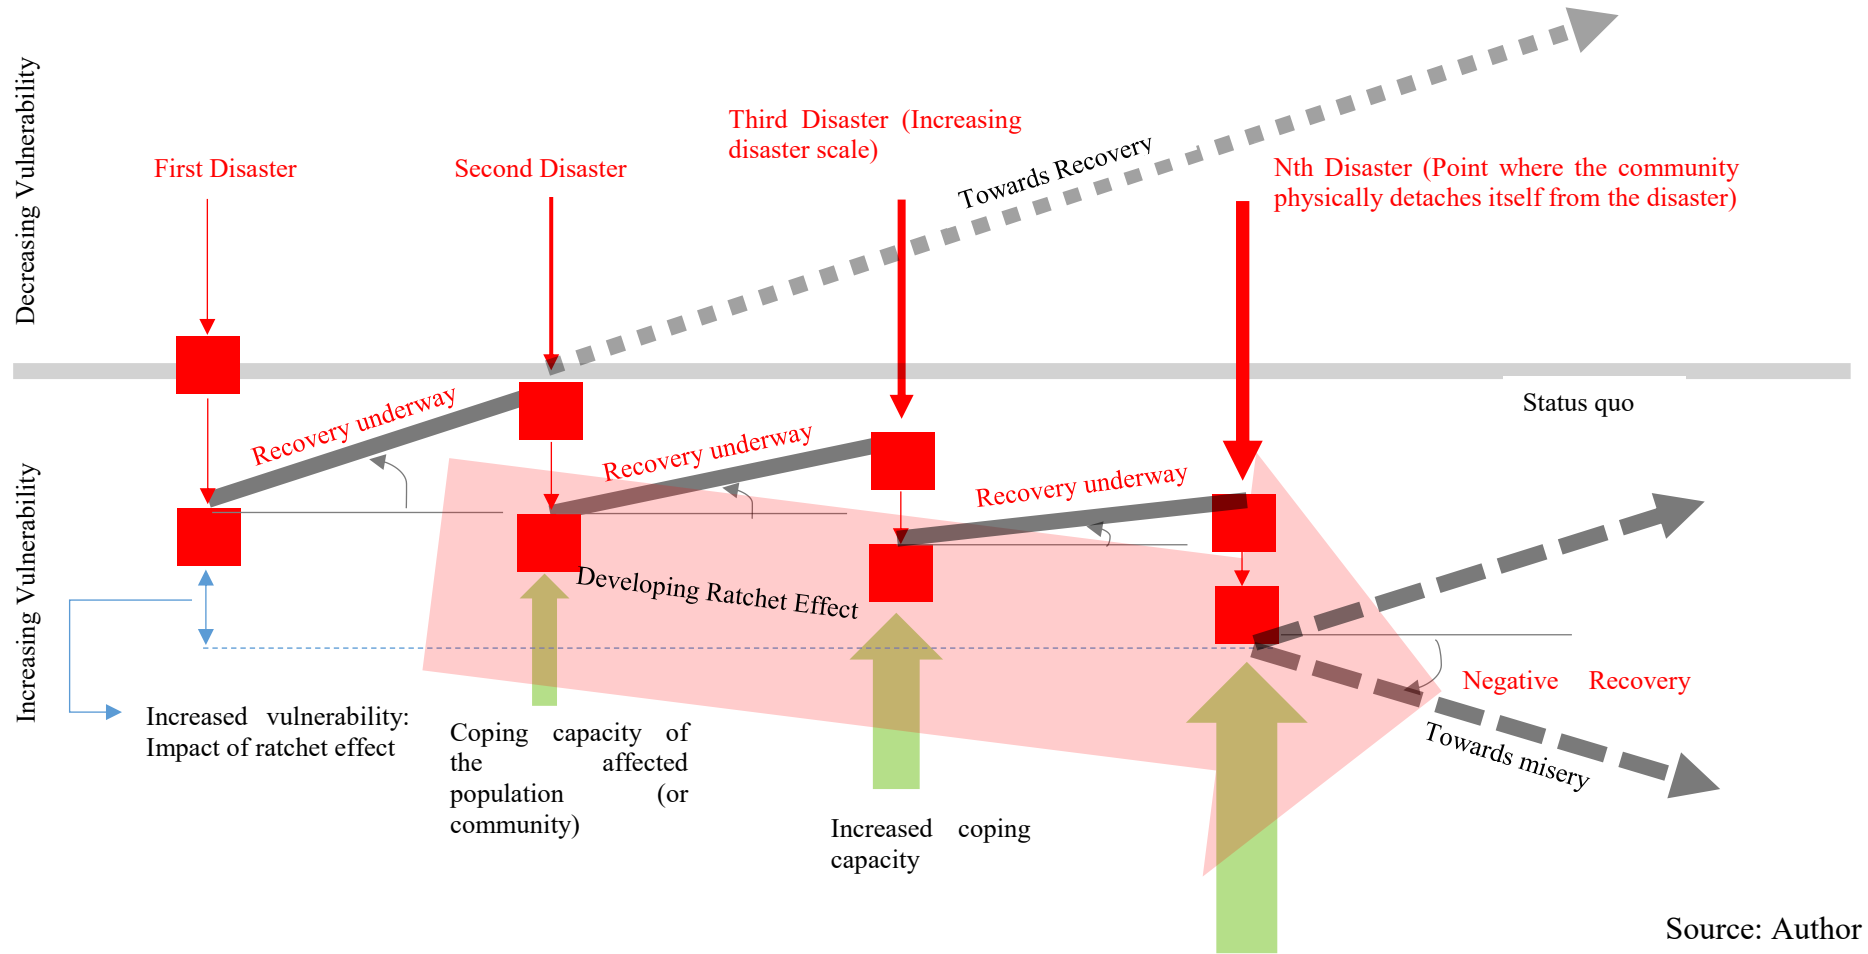 Decreasing Vulnerability
Increasing Vulnerability
First Disaster
Second Disaster
Third Disaster (Increasing
disaster scale)
Towards Recovery
Nth Disaster (Point where the community
physically detaches itself from the disaster)
Status quo
Recovery underway
Recovery underway
Recovery underway
Developing Ratchet Effect
Negative Recovery
Towards misery
Increased vulnerability:
Impact of ratchet effect
Coping capacity of
the affected
population (or
community)
Increased coping
capacity
Source: Author